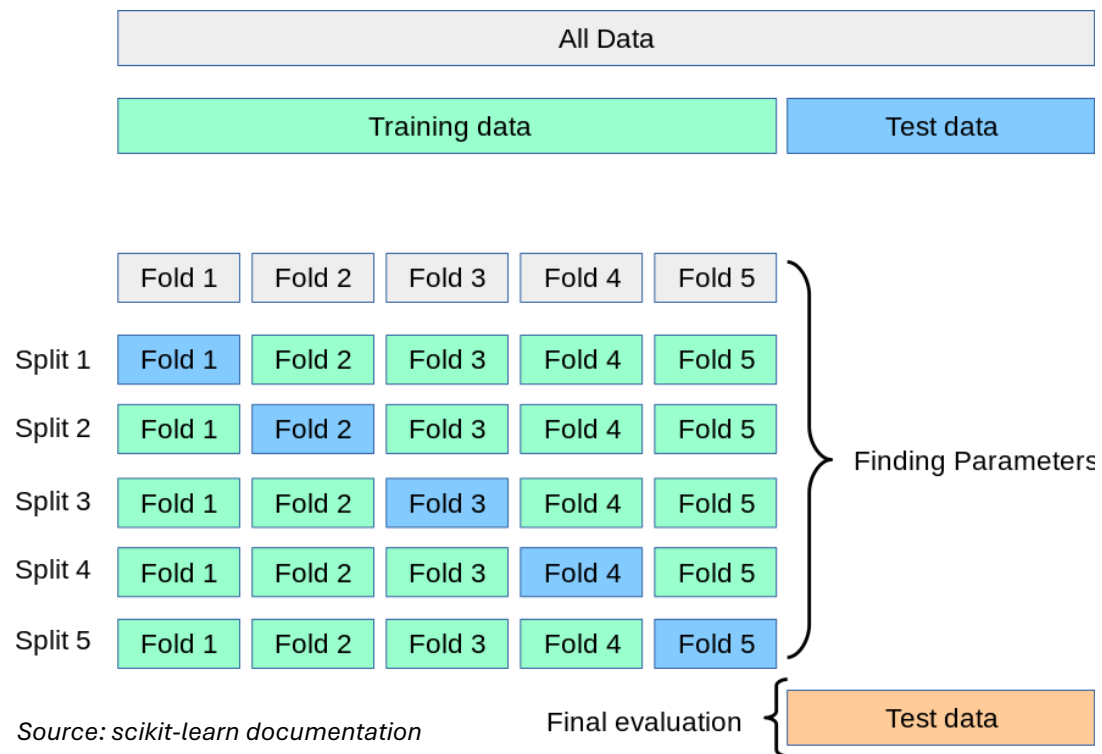 All Data
Training data Test data
Fold 1 Fold 2 Fold 3 Fold 4 Fold 5
Split 1 Fold 1 Fold 2 Fold 3 Fold 4 Fold 5
Split 2 Fold 1 Fold 2 Fold 3 Fold 4 Fold 5
Finding Parameters
Split 3 Fold 1 Fold 2 Fold 3 Fold 4 Fold 5
Split 4 Fold 1 Fold 2 Fold 3 Fold 4 Fold 5
Split 5 Fold 1 Fold 2 Fold 3 Fold 4 Fold 5
Final evaluation Test data
Source: scikit-learn documentation